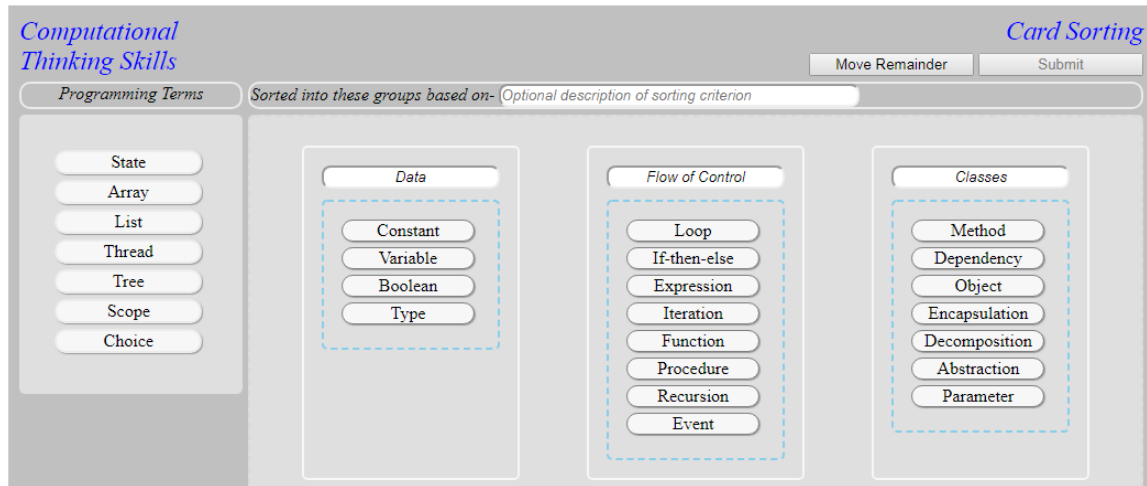 Computational
Thinking Skills
Card Sorting
Move Remainder
Submit
Programming Terms
Sorted into these groups based on- Optional description of sorting criterion
State
Array
List
Thread
Tree
Scope
Choice
Data
Constant
Variable
Boolean
Type
Flow of Control
Loop
If-then-else
Expression
Iteration
Function
Procedure
Recursion
Event
Classes
Method
Dependency
Object
Encapsulation
Decomposition
Abstraction
Parameter